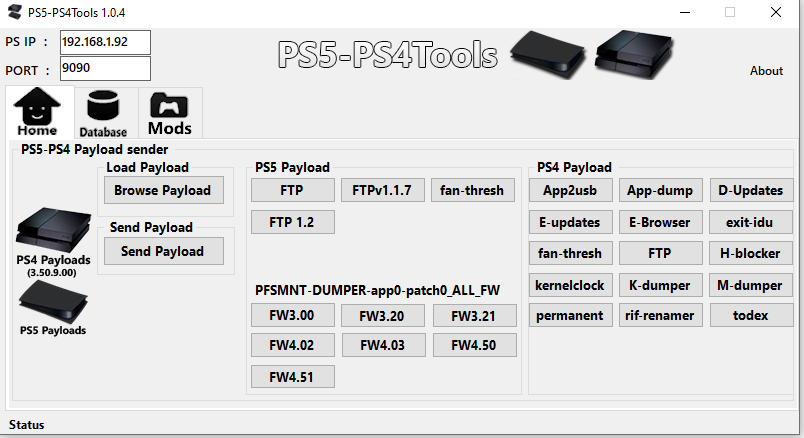 PS5-PS4Tools 1.0.4
PS IP :
192.168.1.92
PORT :
9090
PS5-PS4Tools
About
Home
Database
Mods
PS5-PS4 Payload sender
Load Payload
Browse Payload
Send Payload
Send Payload
PS4 Payloads
(3.50.9.00)
PS5 Payloads
PS5 Payload
FTP FTPv1.1.7 fan-thresh
FTP 1.2
PFSMNT-DUMPER-app0-patch0_ALL_FW
FW3.00 FW3.20 FW3.21
FW4.02 FW4.03 FW4.50
FW4.51
PS4 Payload
App2usb App-dump D-Updates
E-updates E-Browser exit-idu
fan-thresh FTP H-blocker
kernelclock K-dumper M-dumper
permanent rif-renamer todex
Status